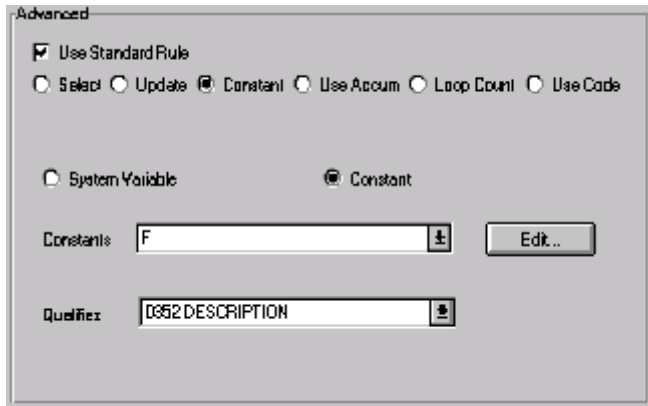 Advanced
Use Standard Rule
Select Update Constant Use Accum Loop Count Use Code
System Variable Constant
Constants F Edit...
Qualifier 0352 DESCRIPTION